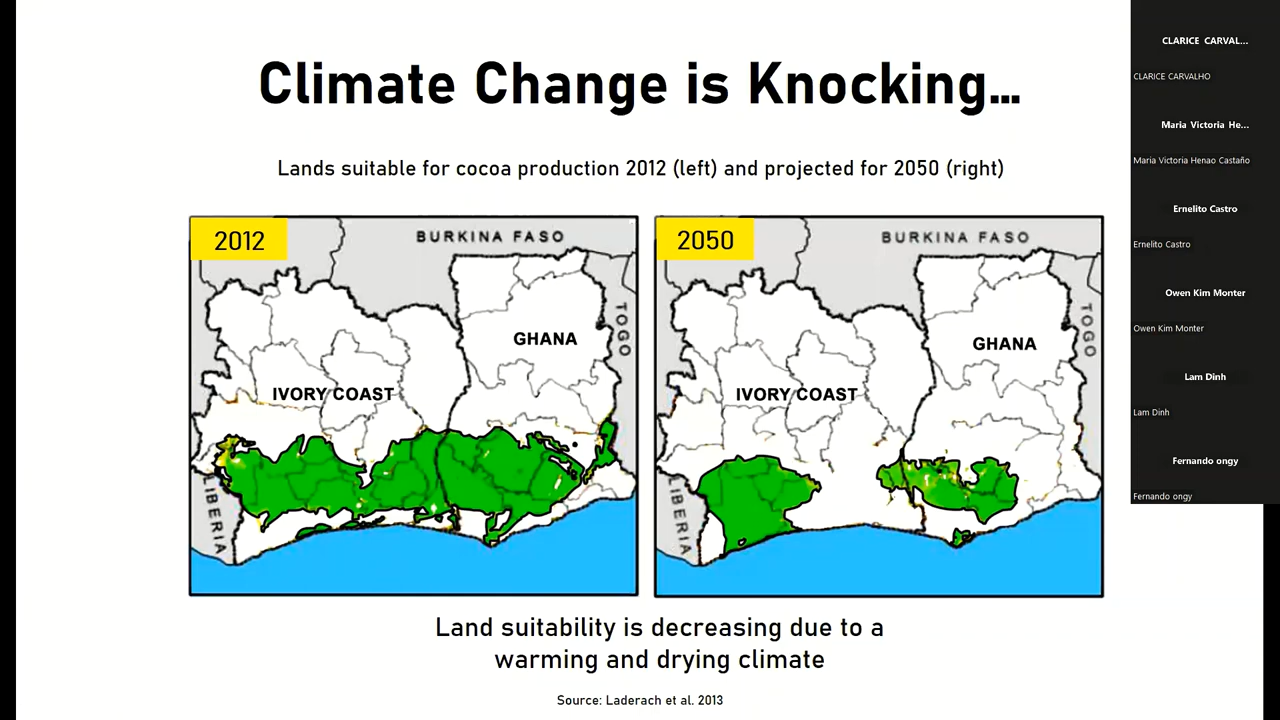 Climate Change is Knocking...
Lands suitable for cocoa production 2012 (left) and projected for 2050 (right)
2012
BURKINA FASO
TOGO
GHANA
IVORY COAST
LIBERIA
2050
BURKINA FASO
TOGO
GHANA
IVORY COAST
LIBERIA
Land suitability is decreasing due to a
warming and drying climate
Source: Laderach et al. 2013
CLARICE CARVAL...
CLARICE CARVALHO
Maria Victoria He...
Maria Victoria Henao Castaño
Ernelito Castro
Ernelito Castro
Owen Kim Monter
Owen Kim Monter
Lam Dinh
Lam Dinh
Fernando ongy
Fernando ongy